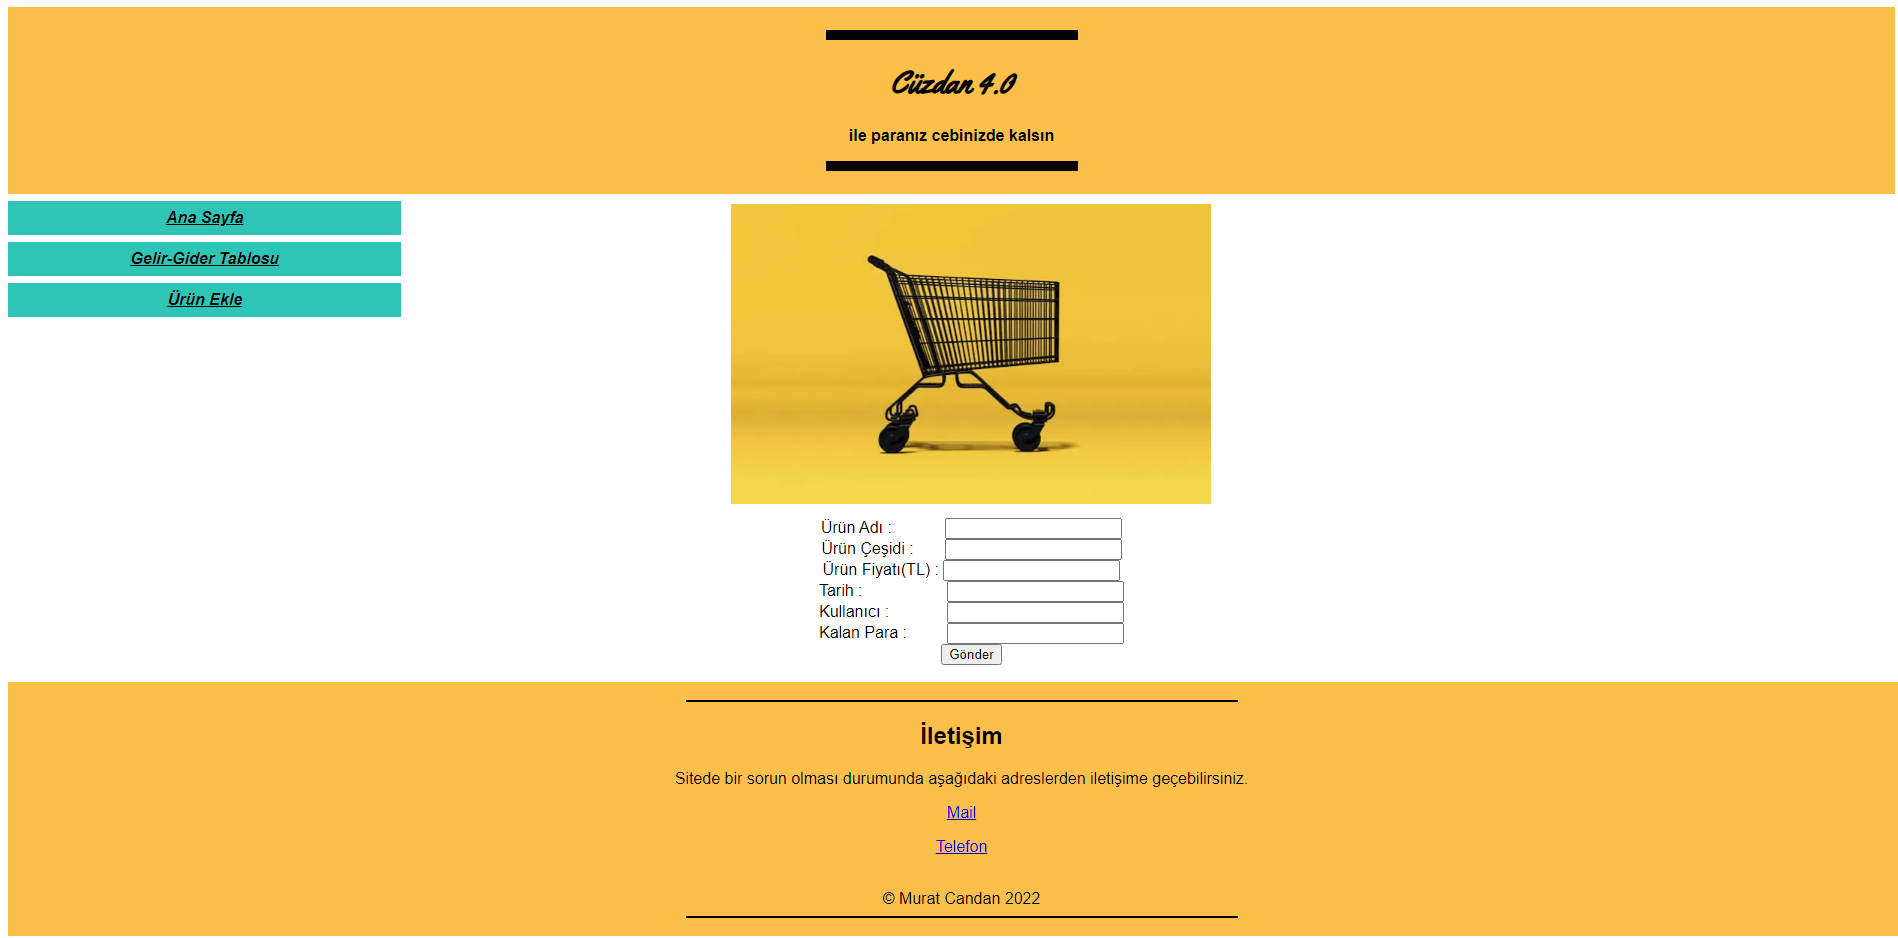 Cüzdan 4.0
ile paranız cebinizde kalsın
Ana Sayfa
Gelir-Gider Tablosu
Ürün Ekle
Ürün Adı :
Ürün Çeşidi :
Ürün Fiyatı(TL) :
Tarih :
Kullanıcı :
Kalan Para :
Gönder
İletişim
Sitede bir sorun olması durumunda aşağıdaki adreslerden iletişime geçebilirsiniz.
Mail
Telefon
© Murat Candan 2022